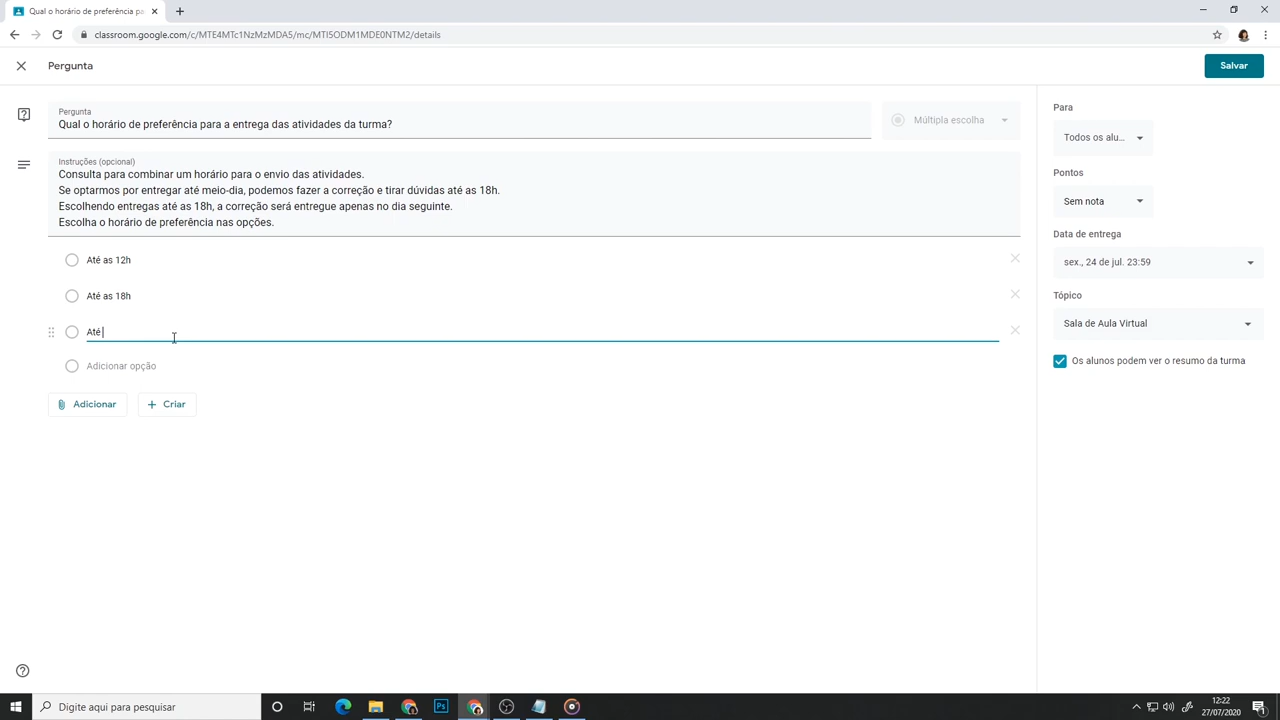 Qual o horário de preferência pa
classroom.google.com/c/MTE4MTc1NzMzMDA5/mc/MTI5ODM1MDE0NTM2/details
Pergunta
Salvar
Pergunta
Qual o horário de preferência para a entrega das atividades da turma?
Múltipla escolha
Instruções (opcional)
Consulta para combinar um horário para o envio das atividades.
Se optarmos por entregar até meio-dia, podemos fazer a correção e tirar dúvidas até as 18h.
Escolhendo entregas até as 18h, a correção será entregue apenas no dia seguinte.
Escolha o horário de preferência nas opções.
Até as 12h
Até as 18h
Até
Adicionar opção
Adicionar
Criar
Para
Todos os alu...
Pontos
Sem nota
Data de entrega
sex., 24 de jul. 23:59
Tópico
Sala de Aula Virtual
Os alunos podem ver o resumo da turma
Digite aqui para pesquisar
Ps
12:22
27/07/2020
1